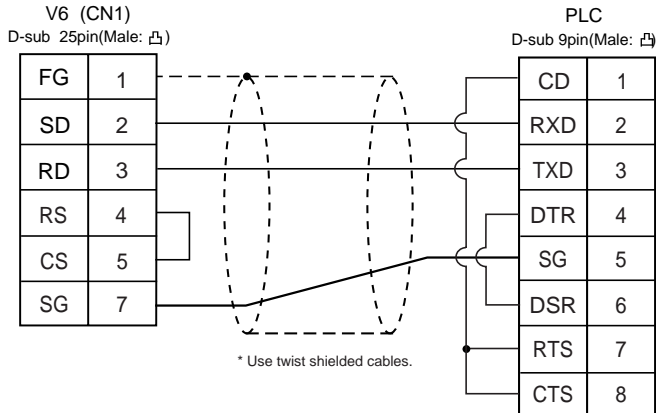 V6 (CN1)
D-sub 25pin(Male: 凸)
FG 1
SD 2
RD 3
RS 4
CS 5
SG 7
* Use twist shielded cables.
PLC
D-sub 9pin(Male: 凸)
CD 1
RXD 2
TXD 3
DTR 4
SG 5
DSR 6
RTS 7
CTS 8